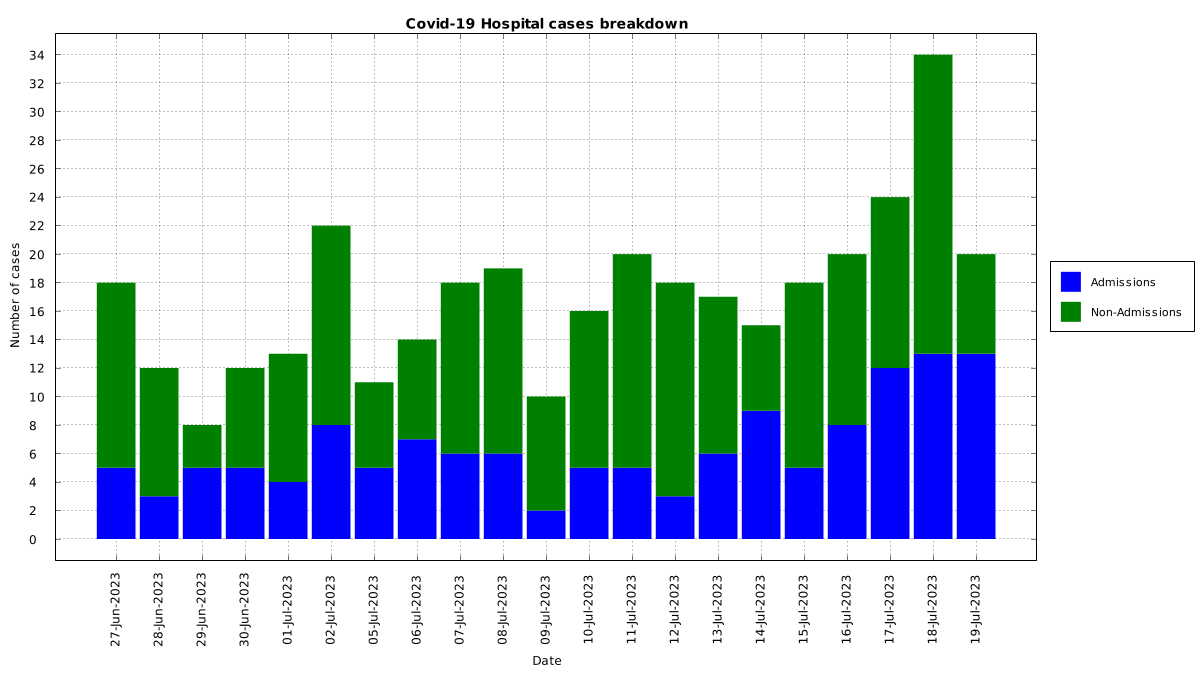 Covid-19 Hospital cases breakdown
34
32
30
28
26
24
22
20
18
16
14
12
10
8
6
4
2
0
Number of cases
27-Jun-2023
28-Jun-2023
29-Jun-2023
30-Jun-2023
01-Jul-2023
02-Jul-2023
05-Jul-2023
06-Jul-2023
07-Jul-2023
08-Jul-2023
09-Jul-2023
10-Jul-2023
11-Jul-2023
12-Jul-2023
13-Jul-2023
14-Jul-2023
15-Jul-2023
16-Jul-2023
17-Jul-2023
18-Jul-2023
19-Jul-2023
Date
Admissions
Non-Admissions